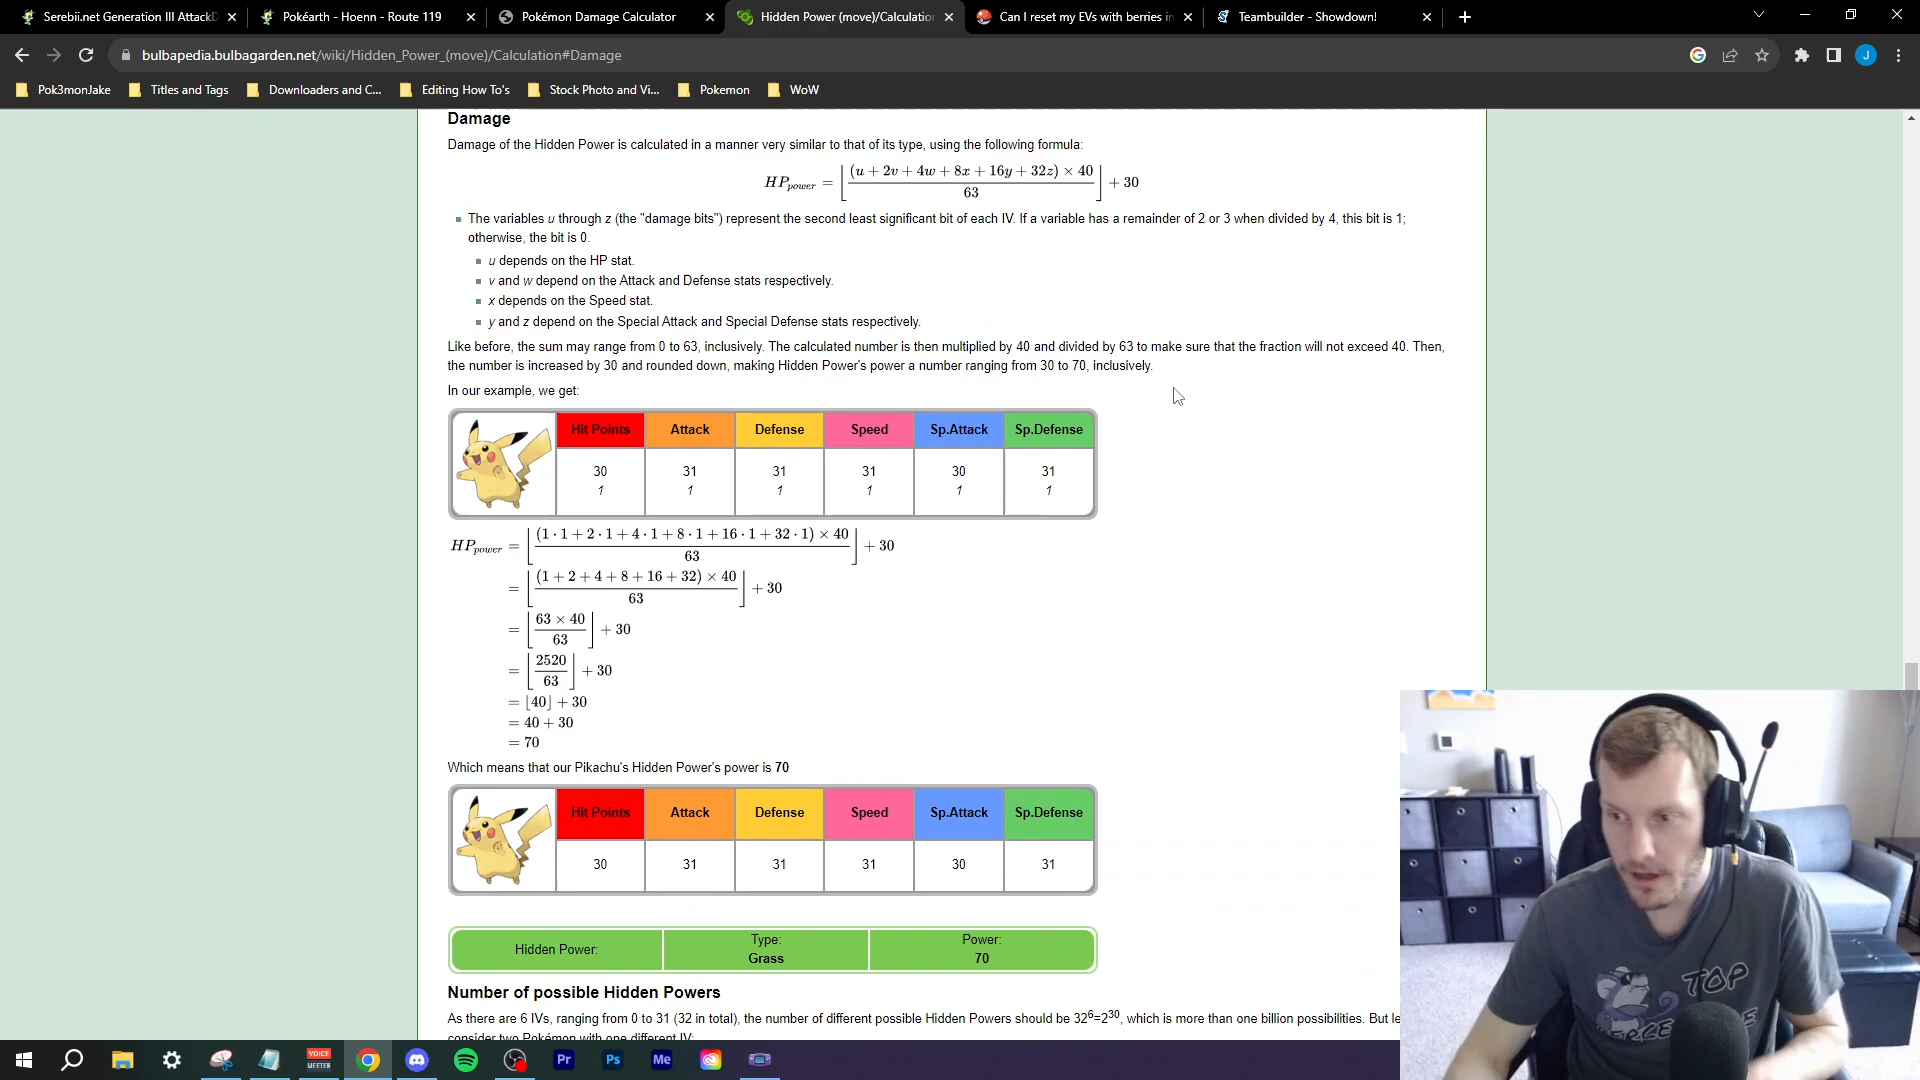 Serebii.net Generation III AttackD
Pokéarth - Hoenn - Route 119
Pokémon Damage Calculator
Hidden Power (move)/Calculation
Can I reset my EVs with berries in
Teambuilder - Showdown!
bulbapedia.bulbagarden.net/wiki/Hidden_Power_(move)/Calculation#Damage
J
Pok3monJake
Titles and Tags
Downloaders and C...
Editing How To's
Stock Photo and Vi...
Pokemon
WoW
Damage
Damage of the Hidden Power is calculated in a manner very similar to that of its type, using the following formula:
HPpower = ⌊(u + 2v + 4w + 8x + 16y + 32z) × 40 / 63⌋ + 30
The variables u through z (the "damage bits") represent the second least significant bit of each IV. If a variable has a remainder of 2 or 3 when divided by 4, this bit is 1;
otherwise, the bit is 0.
u depends on the HP stat.
v and w depend on the Attack and Defense stats respectively.
x depends on the Speed stat.
y and z depend on the Special Attack and Special Defense stats respectively.
Like before, the sum may range from 0 to 63, inclusively. The calculated number is then multiplied by 40 and divided by 63 to make sure that the fraction will not exceed 40. Then,
the number is increased by 30 and rounded down, making Hidden Power's power a number ranging from 30 to 70, inclusively.
In our example, we get:
Hit Points Attack Defense Speed Sp.Attack Sp.Defense
30 31 31 31 30 31
1 1 1 1 1 1
HPpower = ⌊(1 · 1 + 2 · 1 + 4 · 1 + 8 · 1 + 16 · 1 + 32 · 1) × 40 / 63⌋ + 30
= ⌊(1 + 2 + 4 + 8 + 16 + 32) × 40 / 63⌋ + 30
= ⌊63 × 40 / 63⌋ + 30
= ⌊2520 / 63⌋ + 30
= ⌊40⌋ + 30
= 40 + 30
= 70
Which means that our Pikachu's Hidden Power's power is 70
Hit Points Attack Defense Speed Sp.Attack Sp.Defense
30 31 31 31 30 31
Hidden Power:
Type:
Grass
Power:
70
Number of possible Hidden Powers
As there are 6 IVs, ranging from 0 to 31 (32 in total), the number of different possible Hidden Powers should be 32⁶=2³⁰, which is more than one billion possibilities. But le
consider two Pokémon with one different IV:
TOP
VOICE
MEETER
Pr
Ps
Me